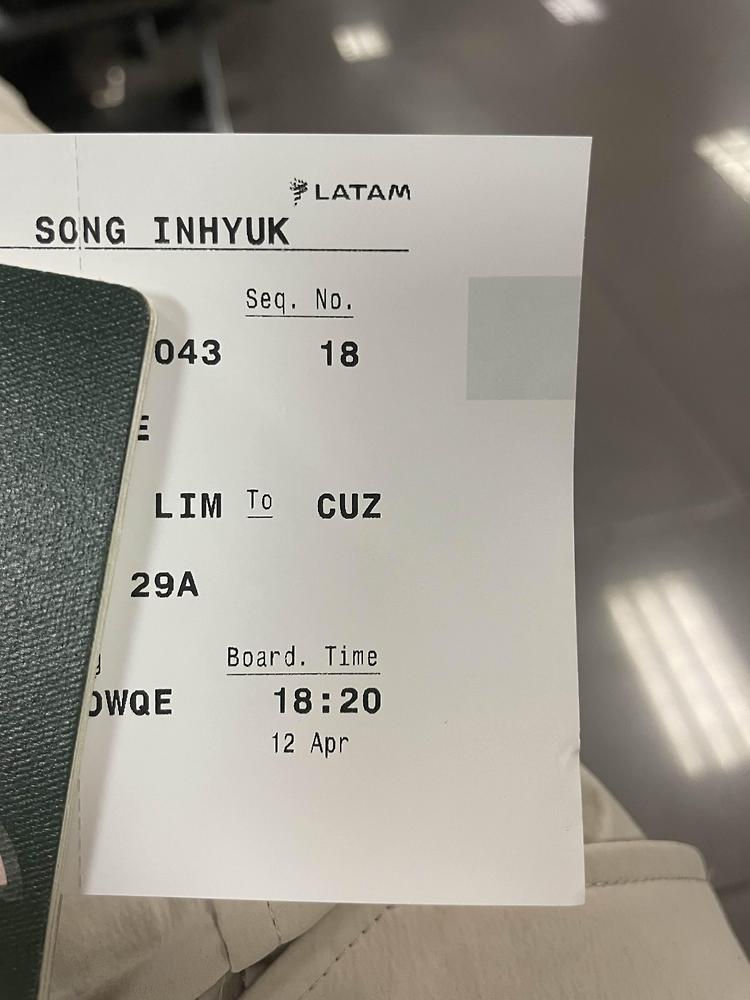 LATAM
SONG INHYUK
Seq. No.
043 18
E
LIM To CUZ
29A
Board. Time
OWQE 18:20
12 Apr